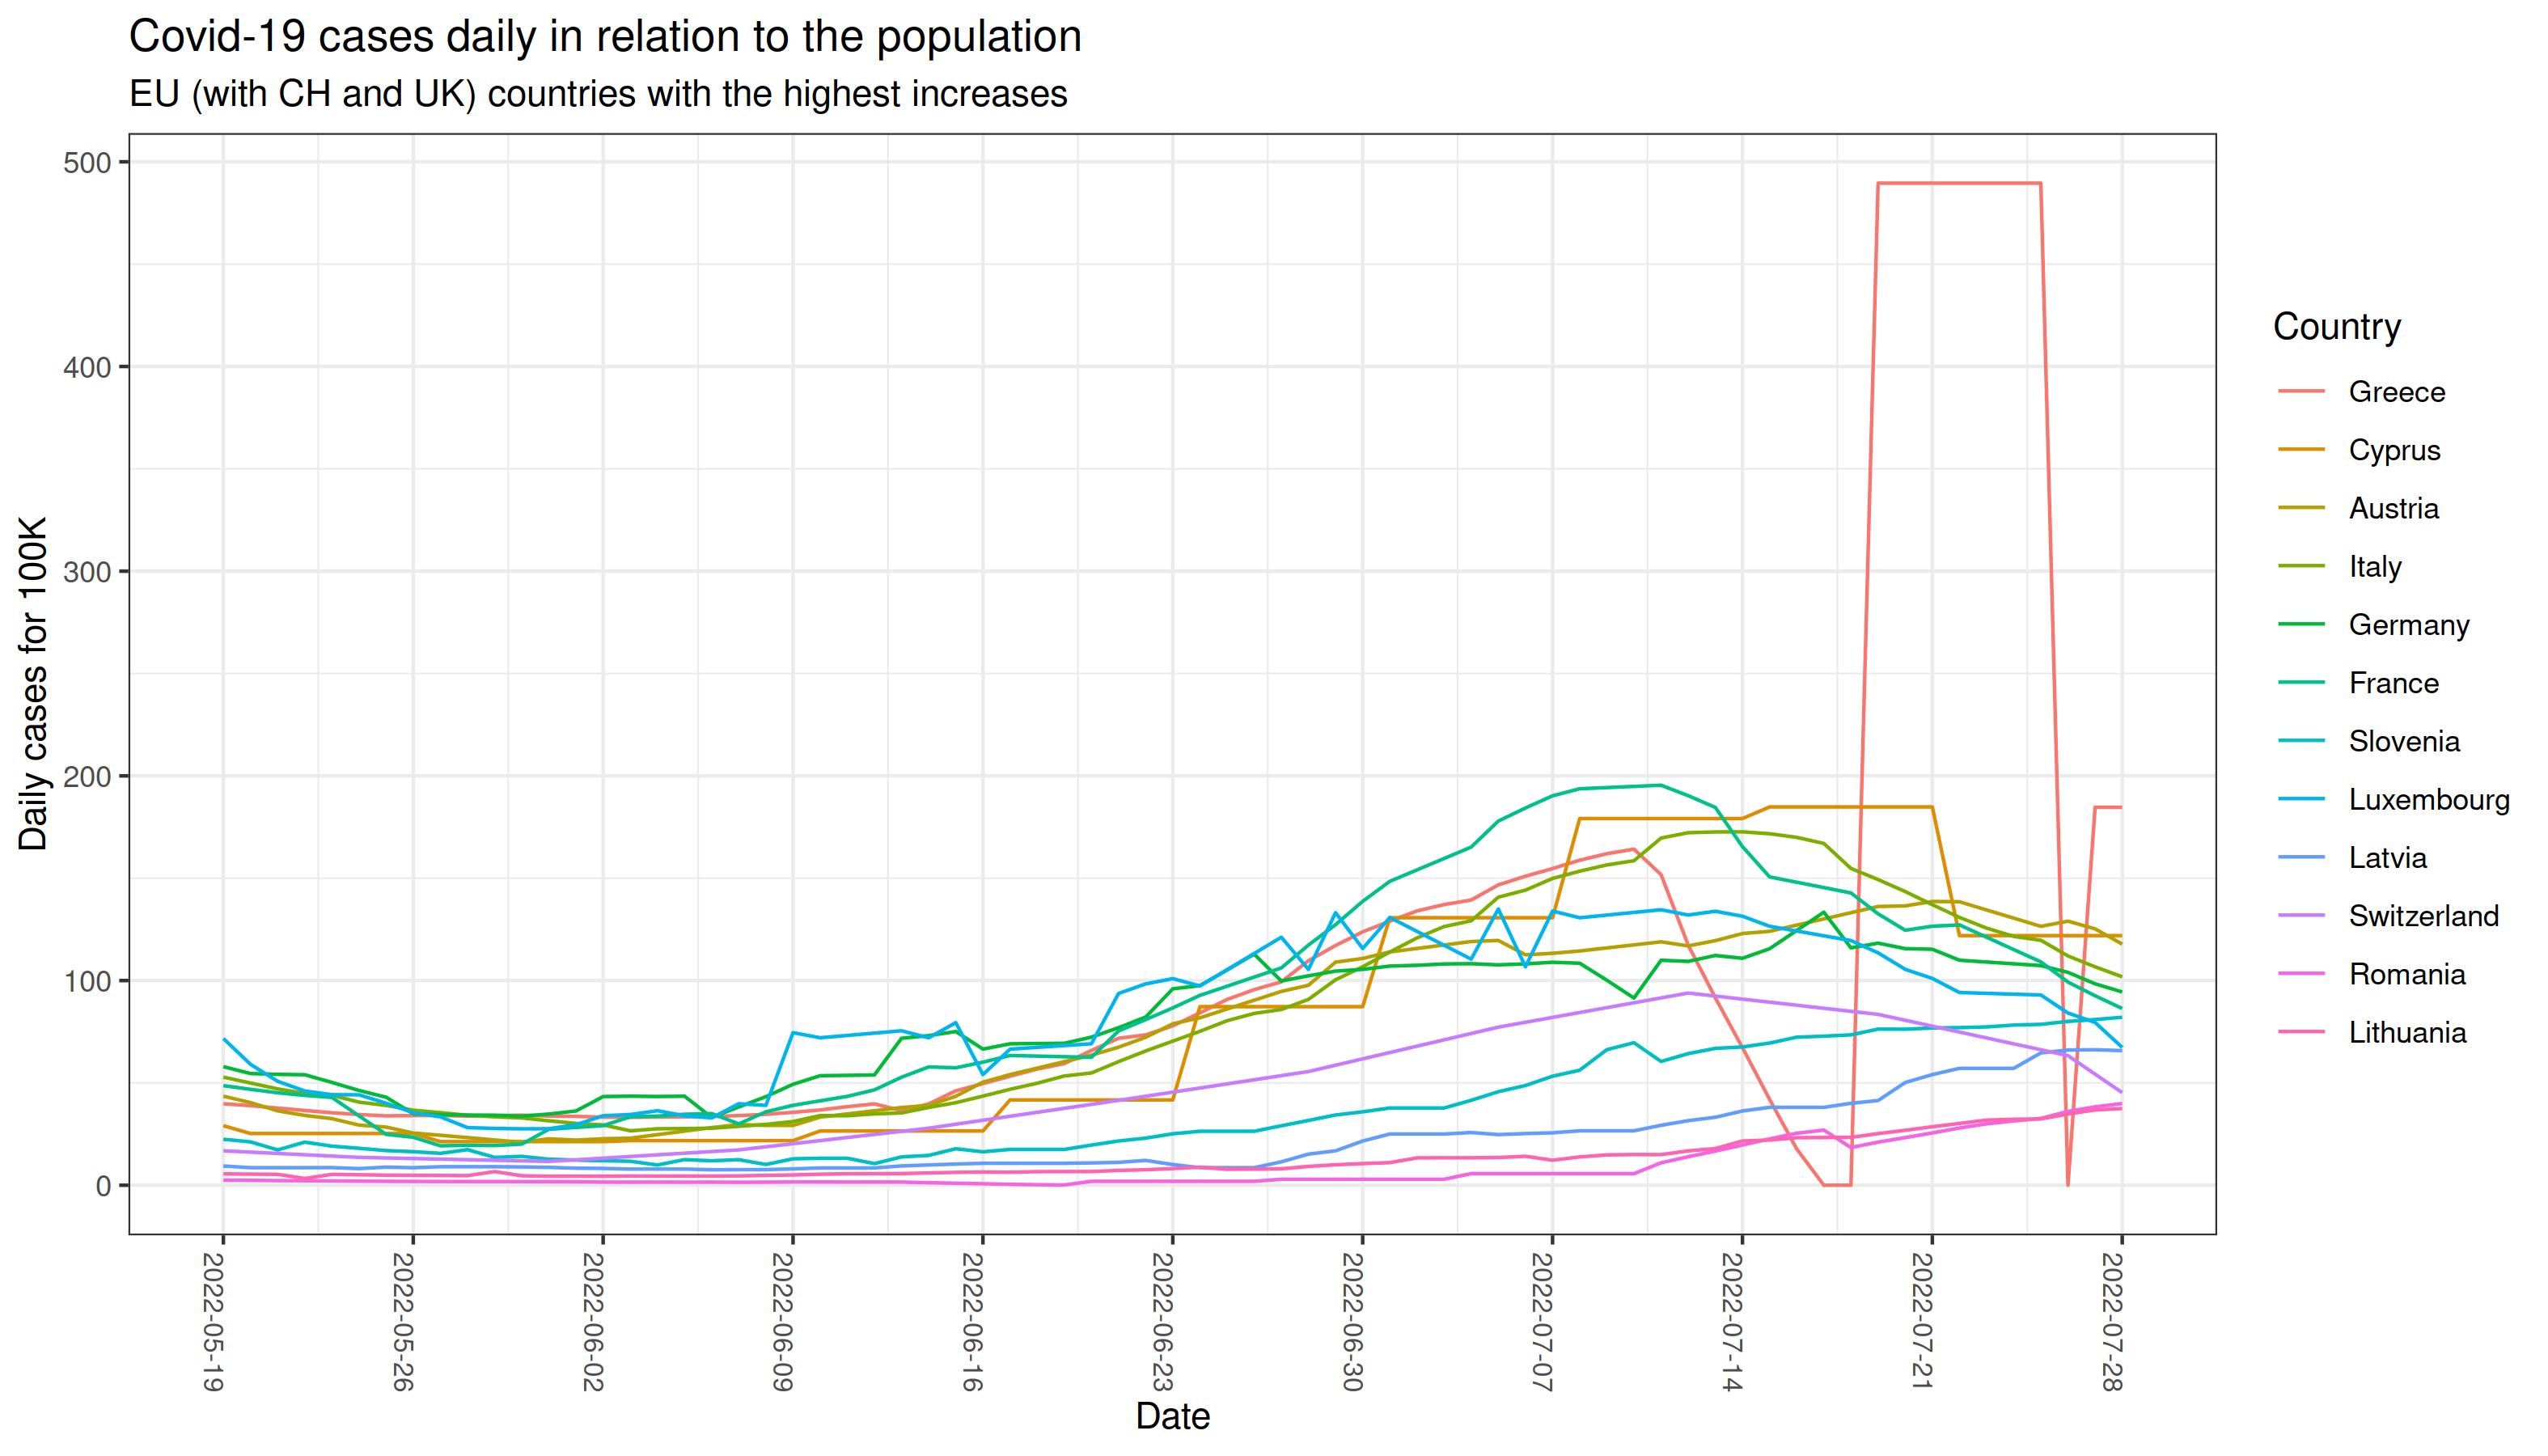 Covid-19 cases daily in relation to the population
EU (with CH and UK) countries with the highest increases
Daily cases for 100K
500
400
300
200
100
0
2022-05-19
2022-05-26
2022-06-02
2022-06-09
2022-06-16
2022-06-23
2022-06-30
2022-07-07
2022-07-14
2022-07-21
2022-07-28
Date
Country
Greece
Cyprus
Austria
Italy
Germany
France
Slovenia
Luxembourg
Latvia
Switzerland
Romania
Lithuania